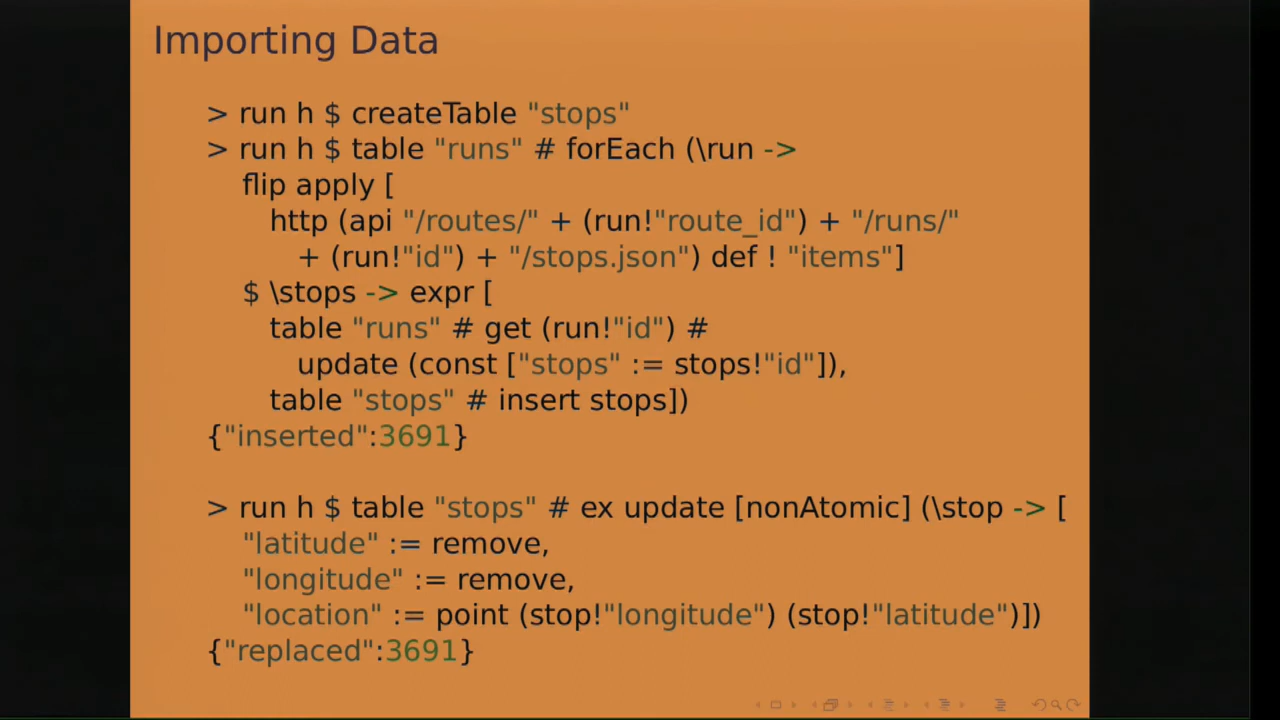 Importing Data
> run h $ createTable "stops"
> run h $ table "runs" # forEach (\run ->
flip apply [
http (api "/routes/" + (run!"route_id") + "/runs/"
+ (run!"id") + "/stops.json") def ! "items"]
$ \stops -> expr [
table "runs" # get (run!"id") #
update (const ["stops" := stops!"id"]),
table "stops" # insert stops])
{"inserted":3691}
> run h $ table "stops" # ex update [nonAtomic] (\stop -> [
"latitude" := remove,
"longitude" := remove,
"location" := point (stop!"longitude") (stop!"latitude")])
{"replaced":3691}